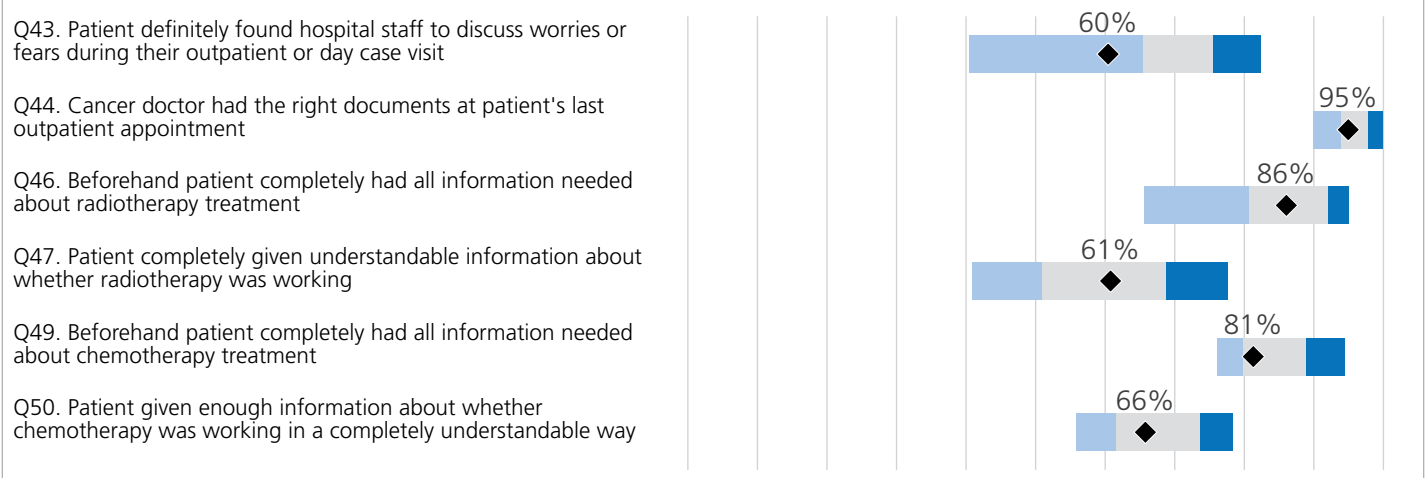 Q43. Patient definitely found hospital staff to discuss worries or
fears during their outpatient or day case visit
60%
Q44. Cancer doctor had the right documents at patient's last
outpatient appointment
95%
Q46. Beforehand patient completely had all information needed
about radiotherapy treatment
86%
Q47. Patient completely given understandable information about
whether radiotherapy was working
61%
Q49. Beforehand patient completely had all information needed
about chemotherapy treatment
81%
Q50. Patient given enough information about whether
chemotherapy was working in a completely understandable way
66%